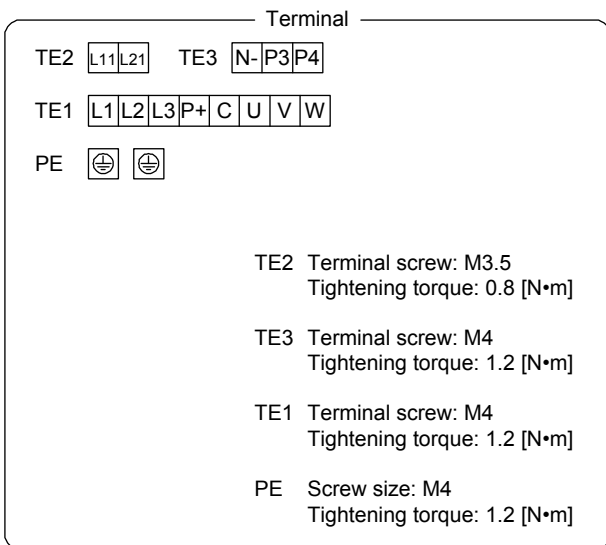 Terminal
TE2 L11 L21 TE3 N- P3 P4
TE1 L1 L2 L3 P+ C U V W
PE
TE2 Terminal screw: M3.5
Tightening torque: 0.8 [N•m]
TE3 Terminal screw: M4
Tightening torque: 1.2 [N•m]
TE1 Terminal screw: M4
Tightening torque: 1.2 [N•m]
PE Screw size: M4
Tightening torque: 1.2 [N•m]